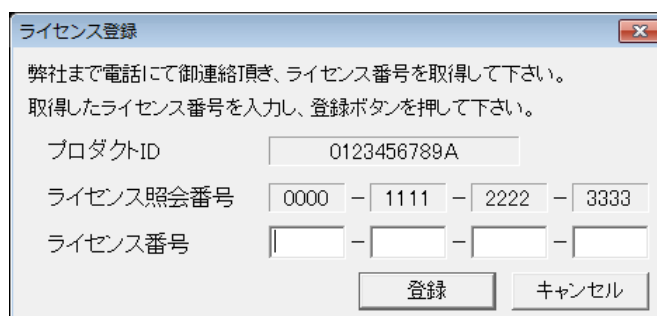 ライセンス登録
弊社まで電話にて御連絡頂き、ライセンス番号を取得して下さい。
取得したライセンス番号を入力し、登録ボタンを押して下さい。
プロダクトID 0123456789A
ライセンス照会番号 0000 － 1111 － 2222 － 3333
ライセンス番号 － － －
登録 キャンセル